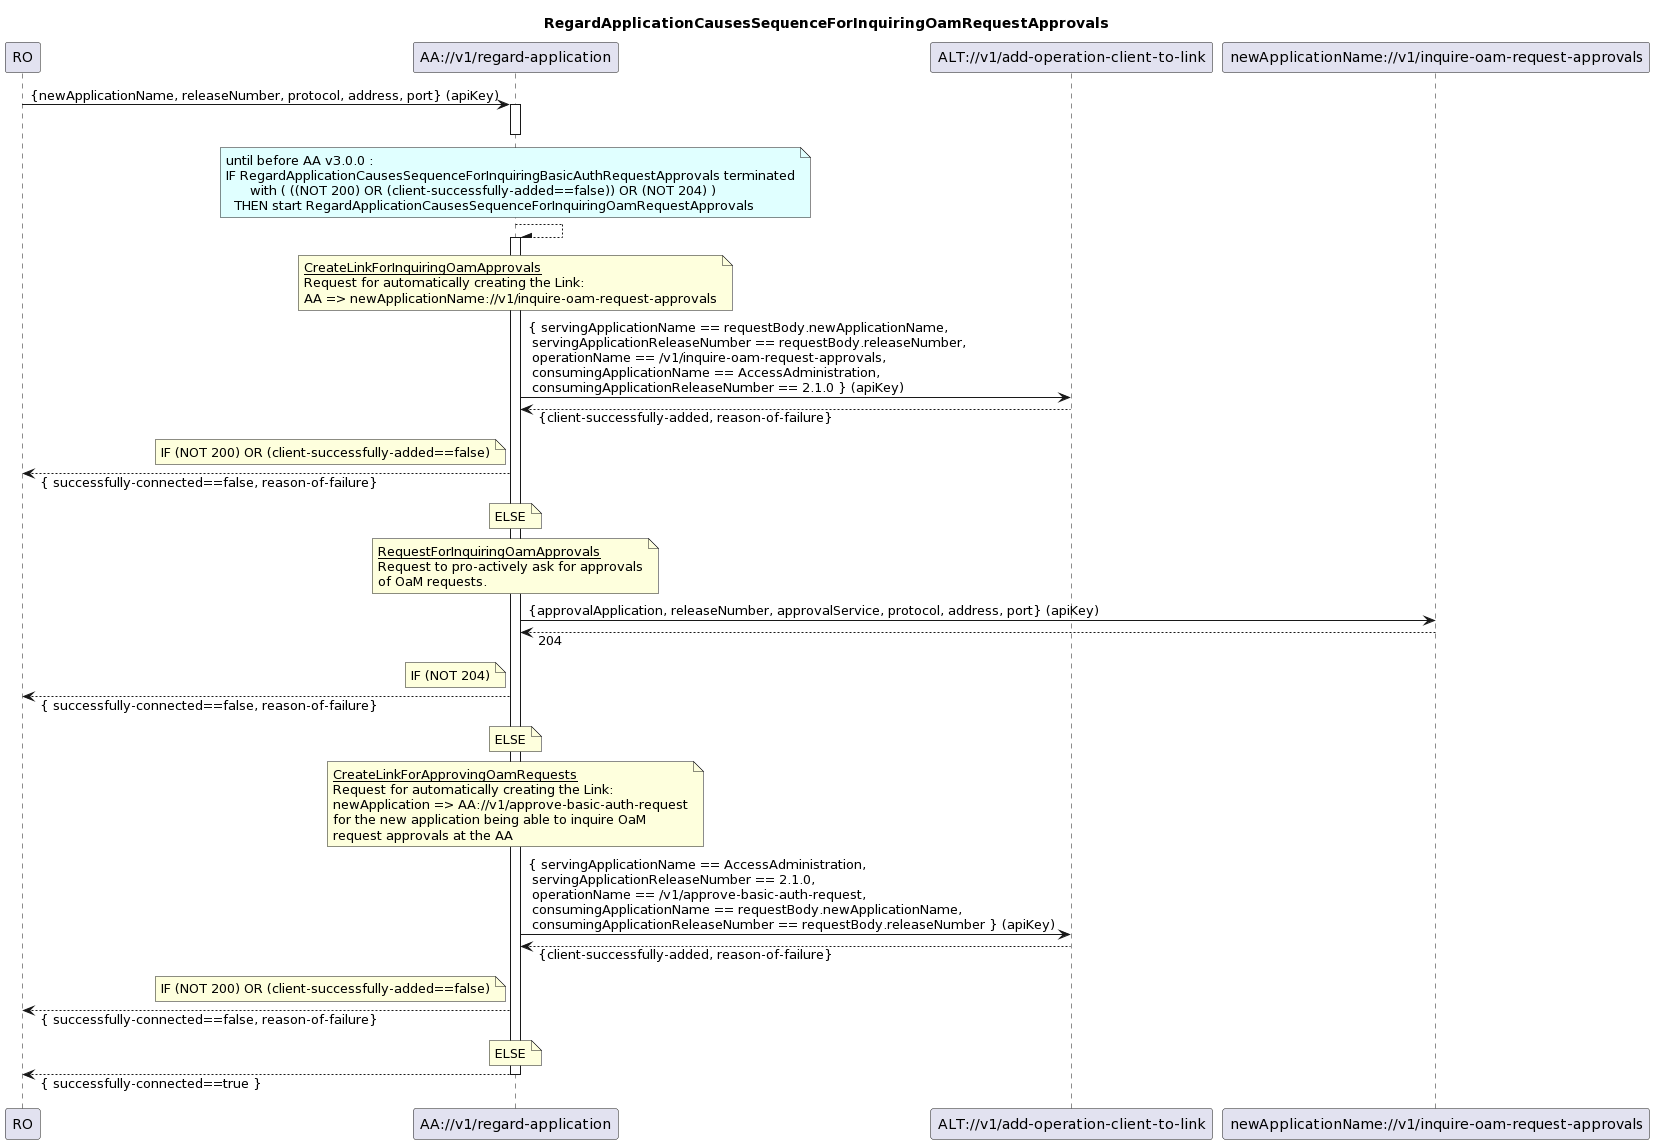 RegardApplicationCausesSequenceForInquiringOamRequestApprovals
RO
AA://v1/regard-application
ALT://v1/add-operation-client-to-link
newApplicationName://v1/inquire-oam-request-approvals
{newApplicationName, releaseNumber, protocol, address, port} (apiKey)
until before AA v3.0.0 :
IF RegardApplicationCausesSequenceForInquiringBasicAuthRequestApprovals terminated
with ( ((NOT 200) OR (client-successfully-added==false)) OR (NOT 204) )
THEN start RegardApplicationCausesSequenceForInquiringOamRequestApprovals
CreateLinkForInquiringOamApprovals
Request for automatically creating the Link:
AA => newApplicationName://v1/inquire-oam-request-approvals
{ servingApplicationName == requestBody.newApplicationName,
servingApplicationReleaseNumber == requestBody.releaseNumber,
operationName == /v1/inquire-oam-request-approvals,
consumingApplicationName == AccessAdministration,
consumingApplicationReleaseNumber == 2.1.0 } (apiKey)
{client-successfully-added, reason-of-failure}
IF (NOT 200) OR (client-successfully-added==false)
{ successfully-connected==false, reason-of-failure}
ELSE
RequestForInquiringOamApprovals
Request to pro-actively ask for approvals
of OaM requests.
{approvalApplication, releaseNumber, approvalService, protocol, address, port} (apiKey)
204
IF (NOT 204)
{ successfully-connected==false, reason-of-failure}
ELSE
CreateLinkForApprovingOamRequests
Request for automatically creating the Link:
newApplication => AA://v1/approve-basic-auth-request
for the new application being able to inquire OaM
request approvals at the AA
{ servingApplicationName == AccessAdministration,
servingApplicationReleaseNumber == 2.1.0,
operationName == /v1/approve-basic-auth-request,
consumingApplicationName == requestBody.newApplicationName,
consumingApplicationReleaseNumber == requestBody.releaseNumber } (apiKey)
{client-successfully-added, reason-of-failure}
IF (NOT 200) OR (client-successfully-added==false)
{ successfully-connected==false, reason-of-failure}
ELSE
{ successfully-connected==true }
RO
AA://v1/regard-application
ALT://v1/add-operation-client-to-link
newApplicationName://v1/inquire-oam-request-approvals